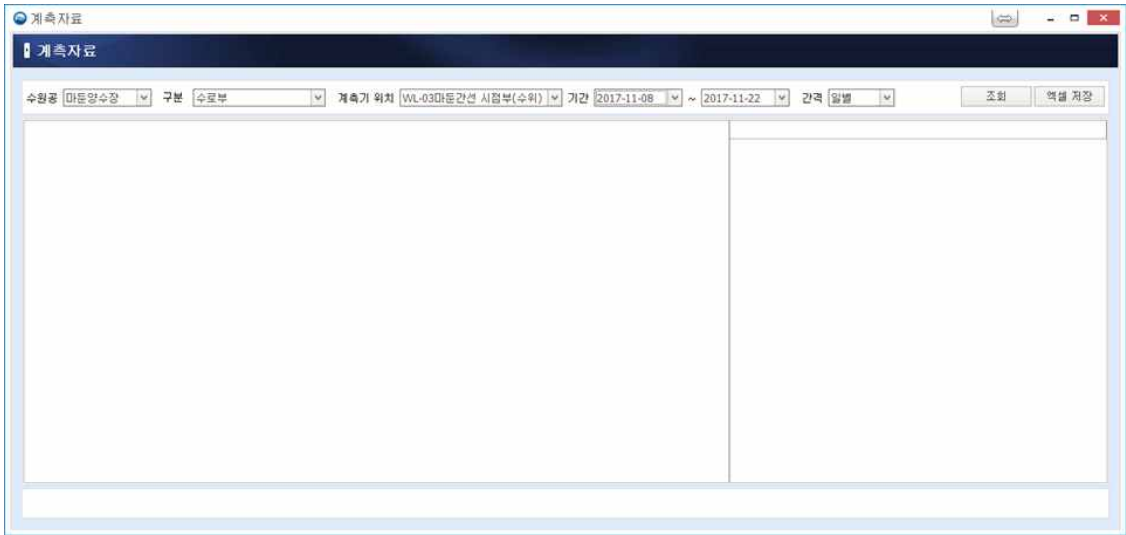 계측자료
계측자료
수원공 마둔양수장 구분 수로부 계측기 위치 WL-03마둔간선 시점부(수위) 기간 2017-11-08 ~ 2017-11-22 간격 일별 조회 엑셀 저장